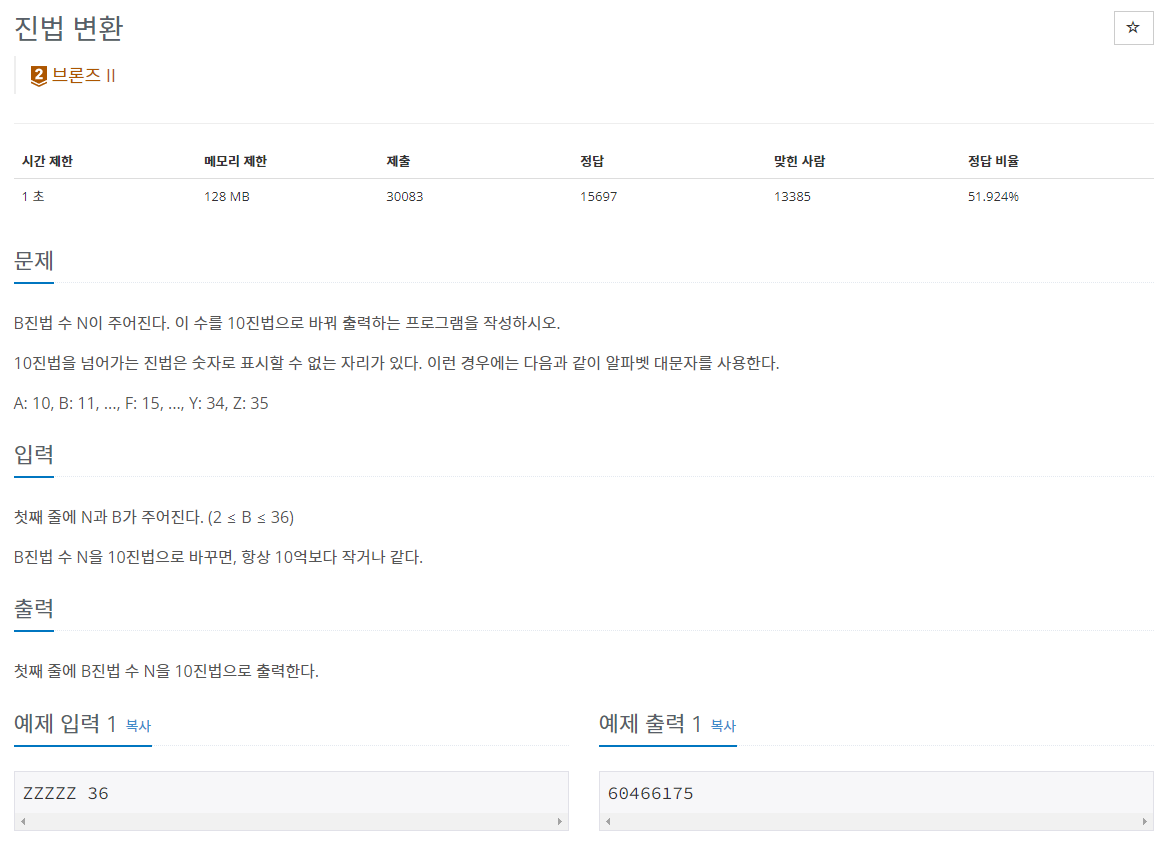 진법 변환
☆
2 브론즈 II
시간 제한 메모리 제한 제출 정답 맞힌 사람 정답 비율
1 초 128 MB 30083 15697 13385 51.924%
문제
B진법 수 N이 주어진다. 이 수를 10진법으로 바꿔 출력하는 프로그램을 작성하시오.
10진법을 넘어가는 진법은 숫자로 표시할 수 없는 자리가 있다. 이런 경우에는 다음과 같이 알파벳 대문자를 사용한다.
A: 10, B: 11, ..., F: 15, ..., Y: 34, Z: 35
입력
첫째 줄에 N과 B가 주어진다. (2 ≤ B ≤ 36)
B진법 수 N을 10진법으로 바꾸면, 항상 10억보다 작거나 같다.
출력
첫째 줄에 B진법 수 N을 10진법으로 출력한다.
예제 입력 1 복사
ZZZZZ 36
예제 출력 1 복사
60466175